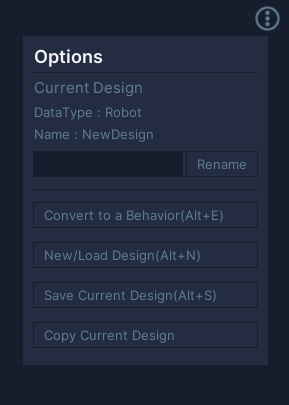 Options
Current Design
DataType : Robot
Name : NewDesign
Rename
Convert to a Behavior(Alt+E)
New/Load Design(Alt+N)
Save Current Design(Alt+S)
Copy Current Design